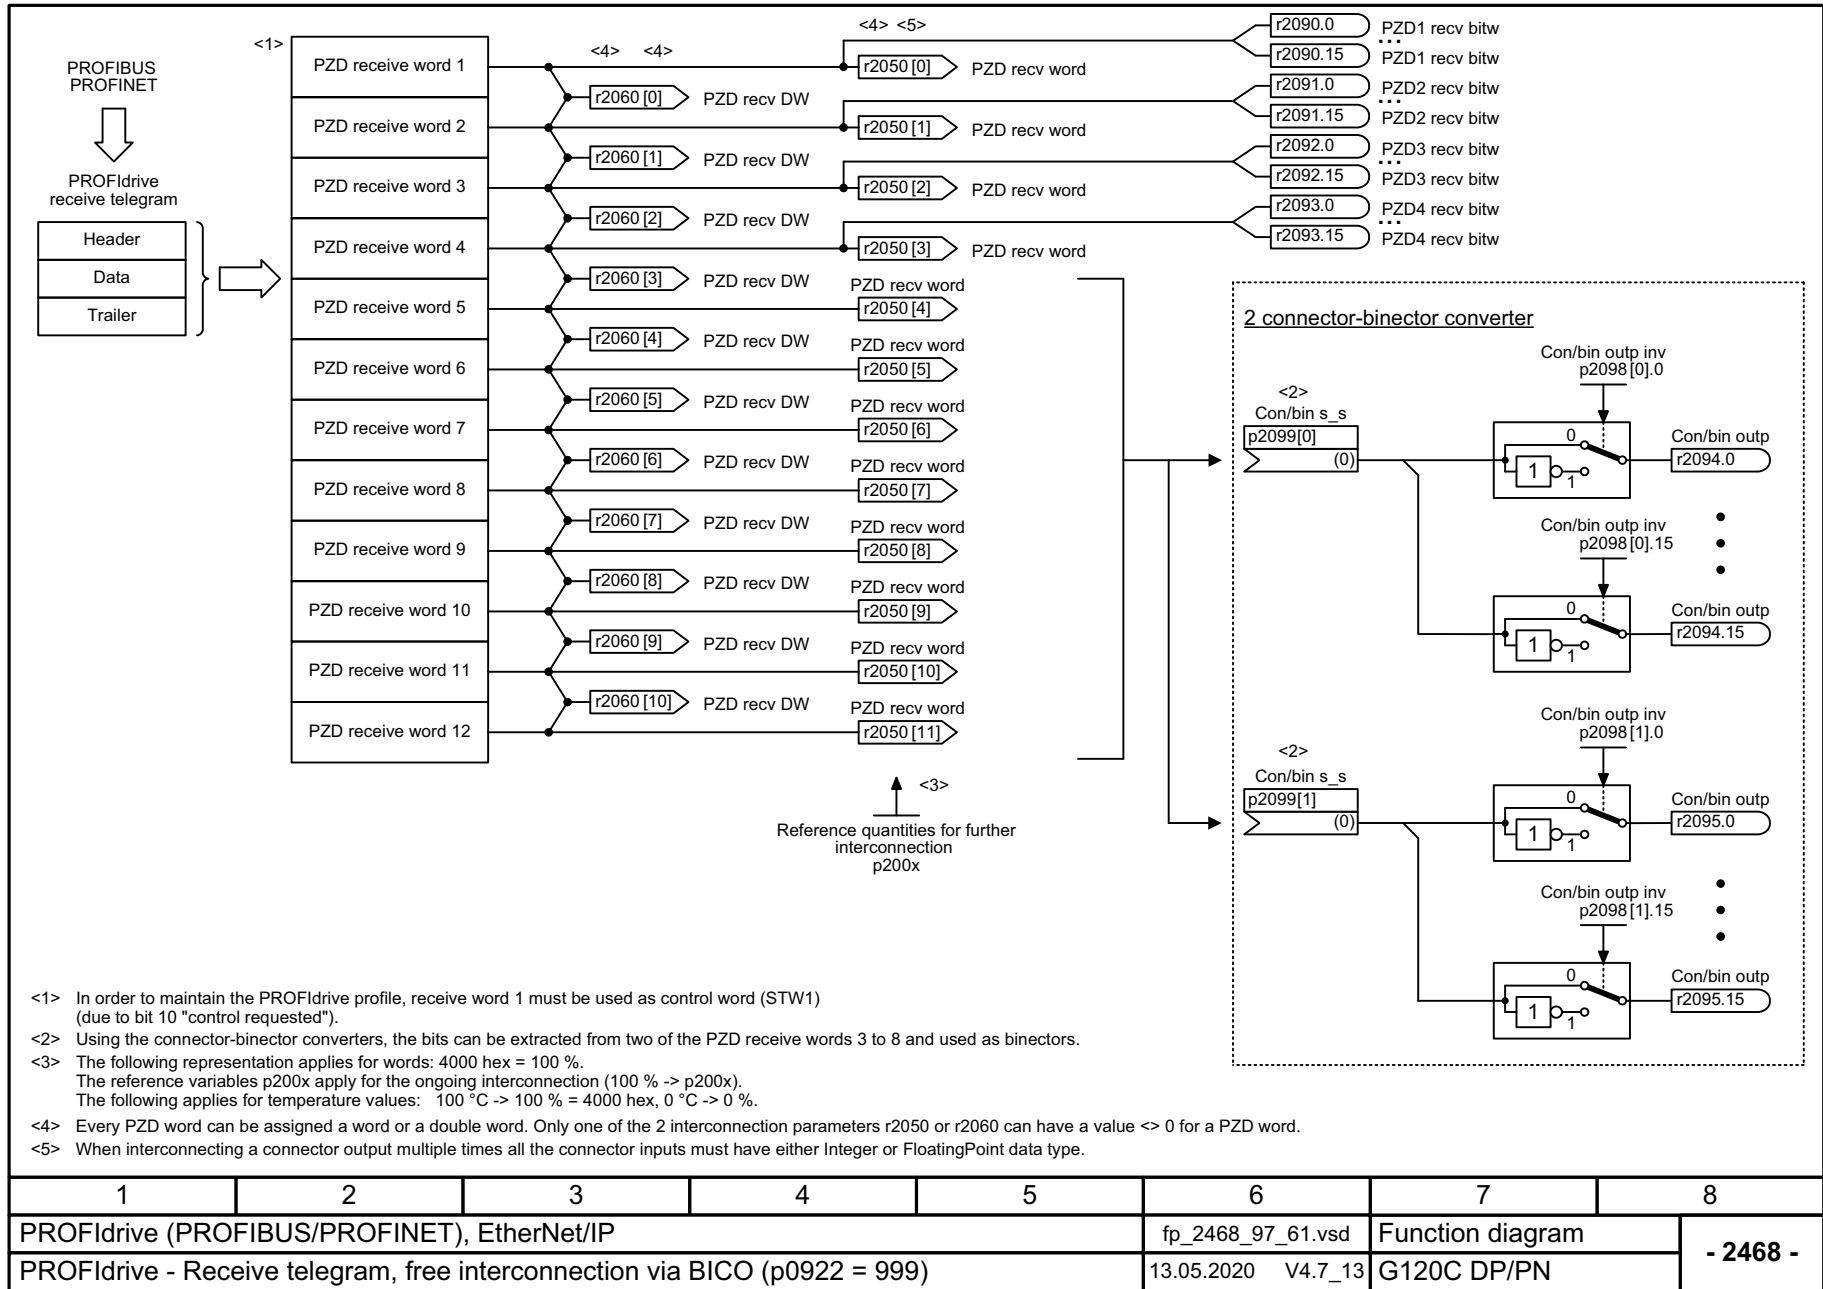 <1>
PROFIBUS
PROFINET
PROFIdrive
receive telegram
Header
Data
Trailer
PZD receive word 1
PZD receive word 2
PZD receive word 3
PZD receive word 4
PZD receive word 5
PZD receive word 6
PZD receive word 7
PZD receive word 8
PZD receive word 9
PZD receive word 10
PZD receive word 11
PZD receive word 12
<4> <4>
r2060 [0] PZD recv DW
r2060 [1] PZD recv DW
r2060 [2] PZD recv DW
r2060 [3] PZD recv DW
r2060 [4] PZD recv DW
r2060 [5] PZD recv DW
r2060 [6] PZD recv DW
r2060 [7] PZD recv DW
r2060 [8] PZD recv DW
r2060 [9] PZD recv DW
r2060 [10] PZD recv DW
<4> <5>
r2050 [0] PZD recv word
r2050 [1] PZD recv word
r2050 [2] PZD recv word
r2050 [3] PZD recv word
PZD recv word
r2050 [4]
PZD recv word
r2050 [5]
PZD recv word
r2050 [6]
PZD recv word
r2050 [7]
PZD recv word
r2050 [8]
PZD recv word
r2050 [9]
PZD recv word
r2050 [10]
PZD recv word
r2050 [11]
<3>
Reference quantities for further
interconnection
p200x
r2090.0 PZD1 recv bitw
...
r2090.15 PZD1 recv bitw
r2091.0 PZD2 recv bitw
...
r2091.15 PZD2 recv bitw
r2092.0 PZD3 recv bitw
...
r2092.15 PZD3 recv bitw
r2093.0 PZD4 recv bitw
...
r2093.15 PZD4 recv bitw
2 connector-binector converter
<2>
Con/bin s_s
p2099[0]
(0)
Con/bin outp inv
p2098 [0].0
0
1
1
Con/bin outp
r2094.0
Con/bin outp inv
p2098 [0].15
0
1
1
Con/bin outp
r2094.15
<2>
Con/bin s_s
p2099[1]
(0)
Con/bin outp inv
p2098 [1].0
0
1
1
Con/bin outp
r2095.0
Con/bin outp inv
p2098 [1].15
0
1
1
Con/bin outp
r2095.15
<1> In order to maintain the PROFIdrive profile, receive word 1 must be used as control word (STW1)
(due to bit 10 "control requested").
<2> Using the connector-binector converters, the bits can be extracted from two of the PZD receive words 3 to 8 and used as binectors.
<3> The following representation applies for words: 4000 hex = 100 %.
The reference variables p200x apply for the ongoing interconnection (100 % -> p200x).
The following applies for temperature values: 100 °C -> 100 % = 4000 hex, 0 °C -> 0 %.
<4> Every PZD word can be assigned a word or a double word. Only one of the 2 interconnection parameters r2050 or r2060 can have a value <> 0 for a PZD word.
<5> When interconnecting a connector output multiple times all the connector inputs must have either Integer or FloatingPoint data type.
1 2 3 4 5 6 7 8
PROFIdrive (PROFIBUS/PROFINET), EtherNet/IP fp_2468_97_61.vsd Function diagram
- 2468 -
PROFIdrive - Receive telegram, free interconnection via BICO (p0922 = 999) 13.05.2020 V4.7_13 G120C DP/PN